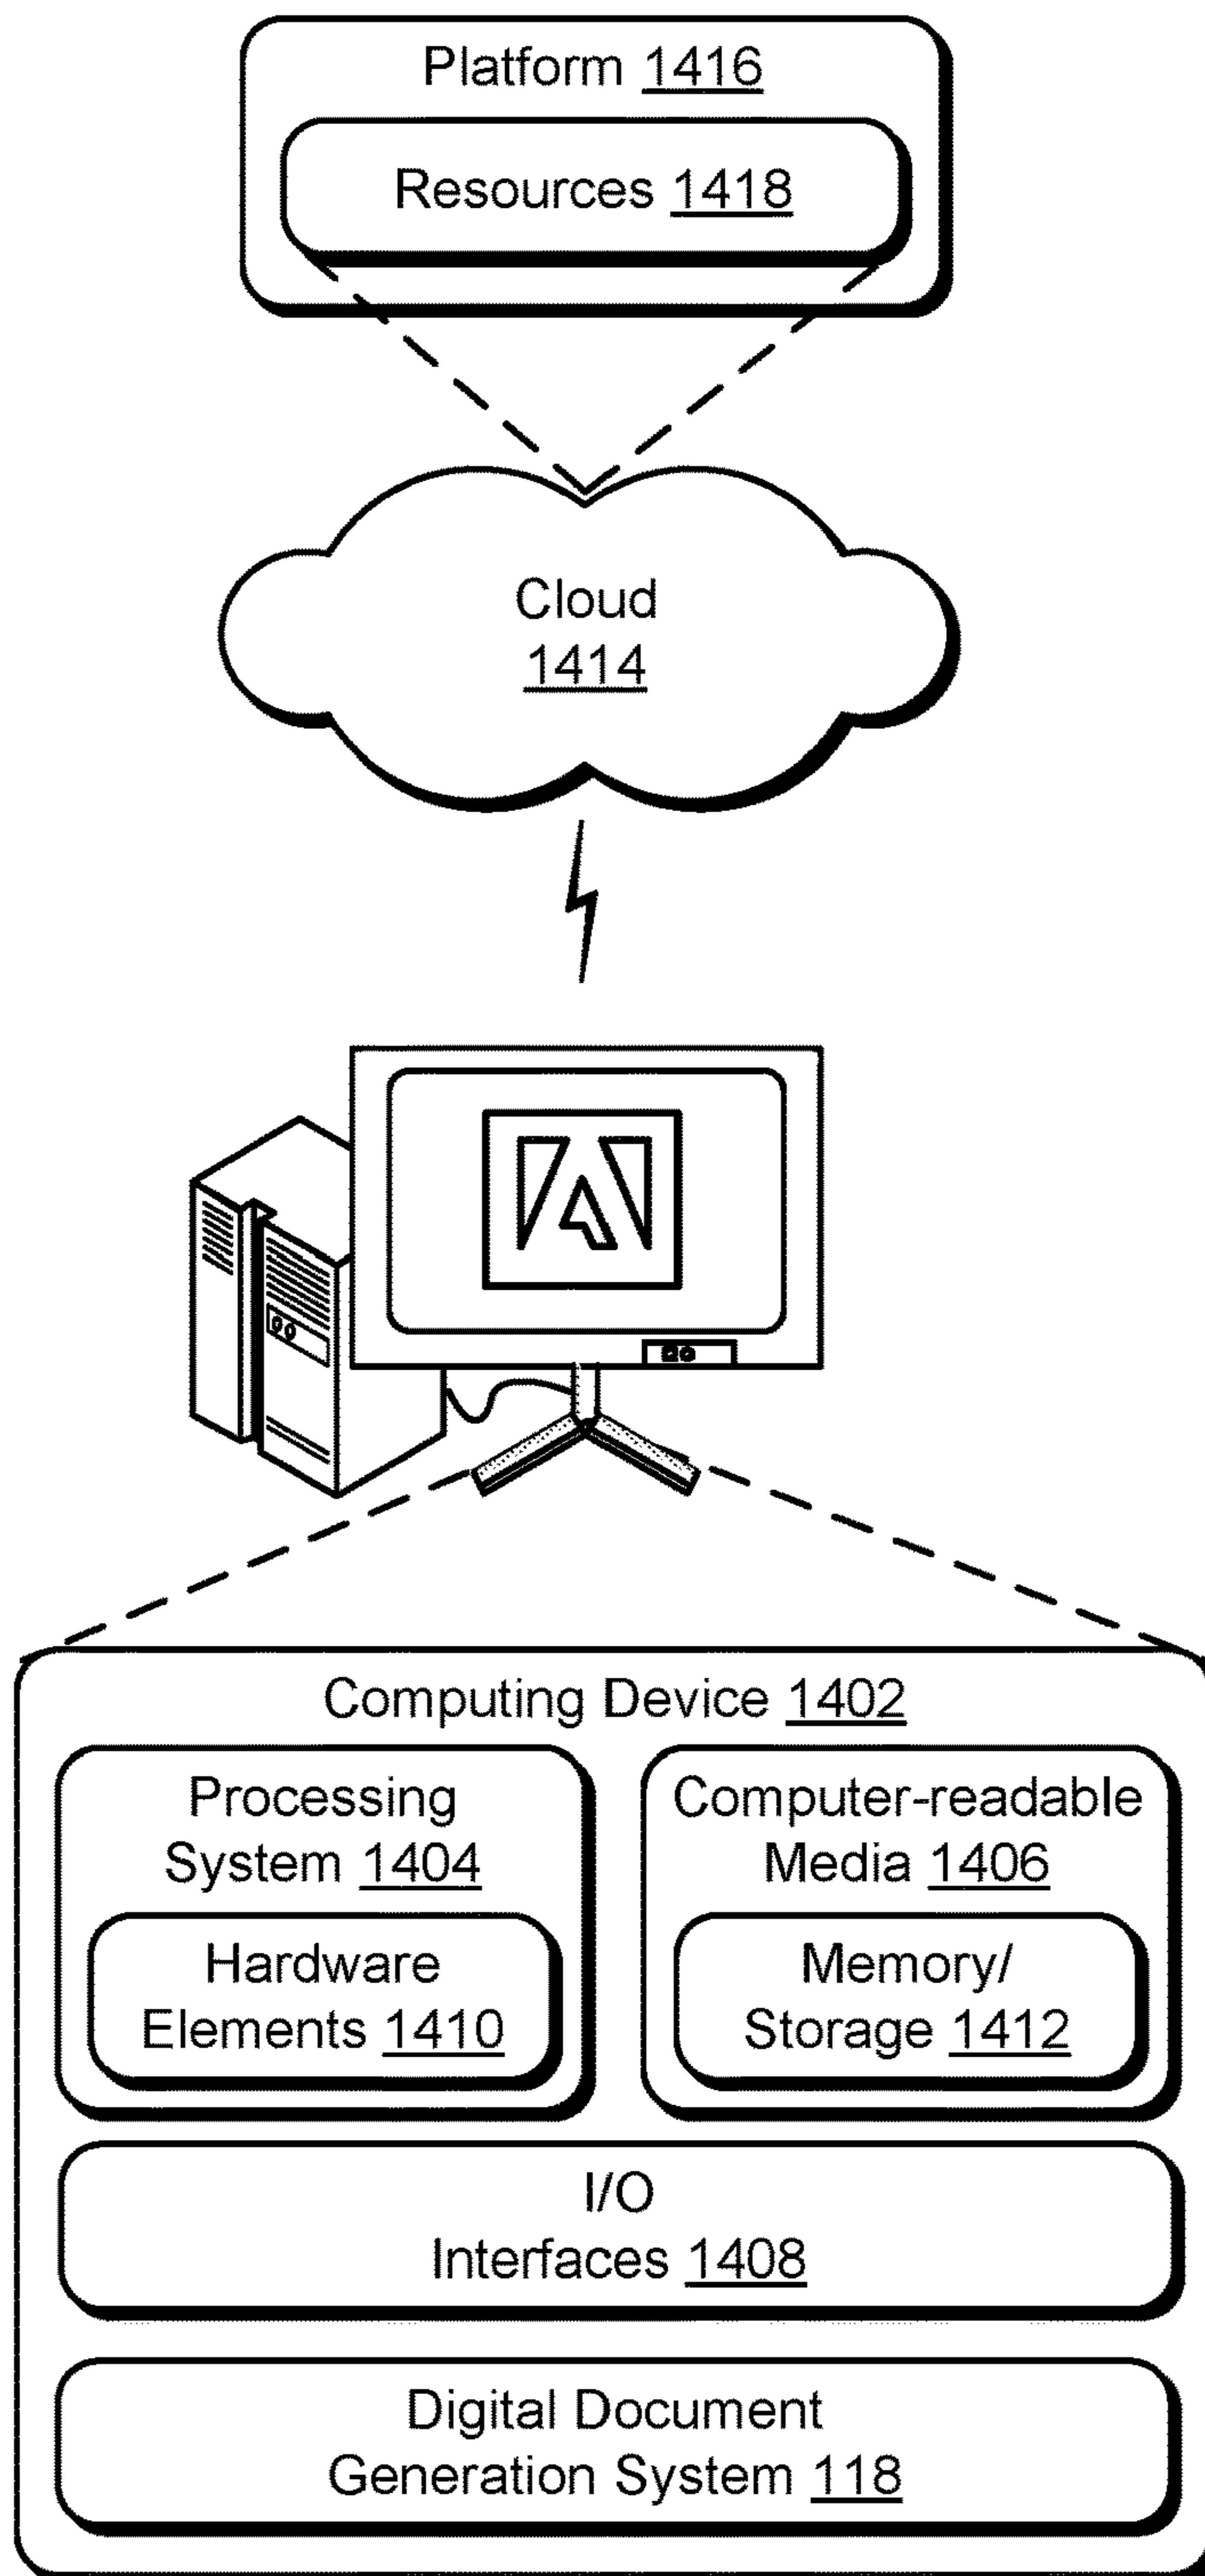 Platform 1416
Resources 1418
Cloud
1414
Computing Device 1402
Processing
System 1404
Hardware
Elements 1410
Computer-readable
Media 1406
Memory/
Storage 1412
I/O
Interfaces 1408
Digital Document
Generation System 118